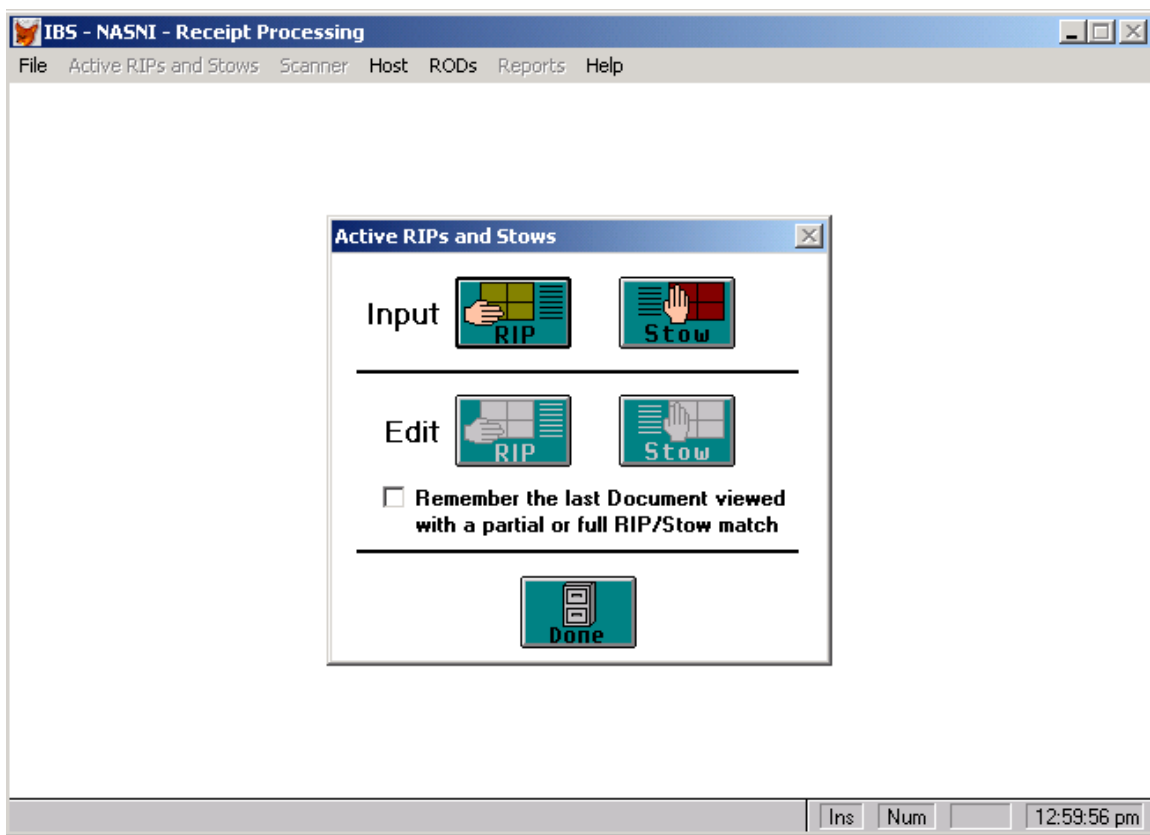 IBS - NASNI - Receipt Processing
File Active RIPs and Stows Scanner Host RODs Reports Help
Active RIPs and Stows
Input RIP Stow
Edit RIP Stow
Remember the last Document viewed
with a partial or full RIP/Stow match
Done
Ins Num 12:59:56 pm